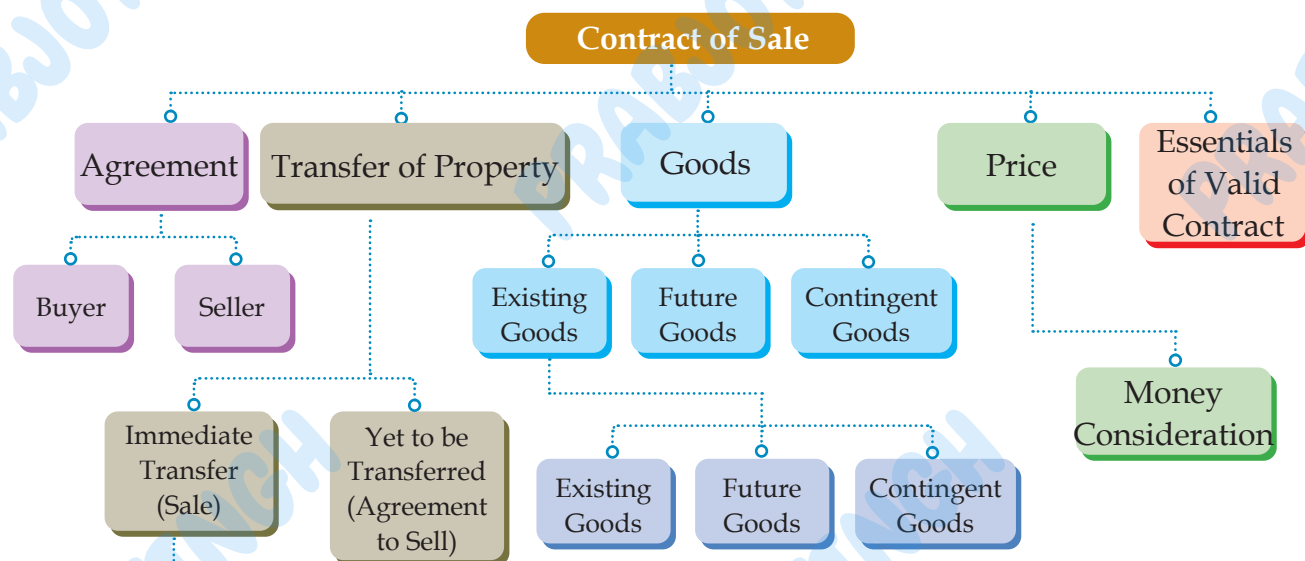 Contract of Sale
Agreement
Transfer of Property
Goods
Price
Essentials
of Valid
Contract
Buyer
Seller
Existing
Goods
Future
Goods
Contingent
Goods
Money
Consideration
Immediate
Transfer
(Sale)
Yet to be
Transferred
(Agreement
to Sell)
Existing
Goods
Future
Goods
Contingent
Goods